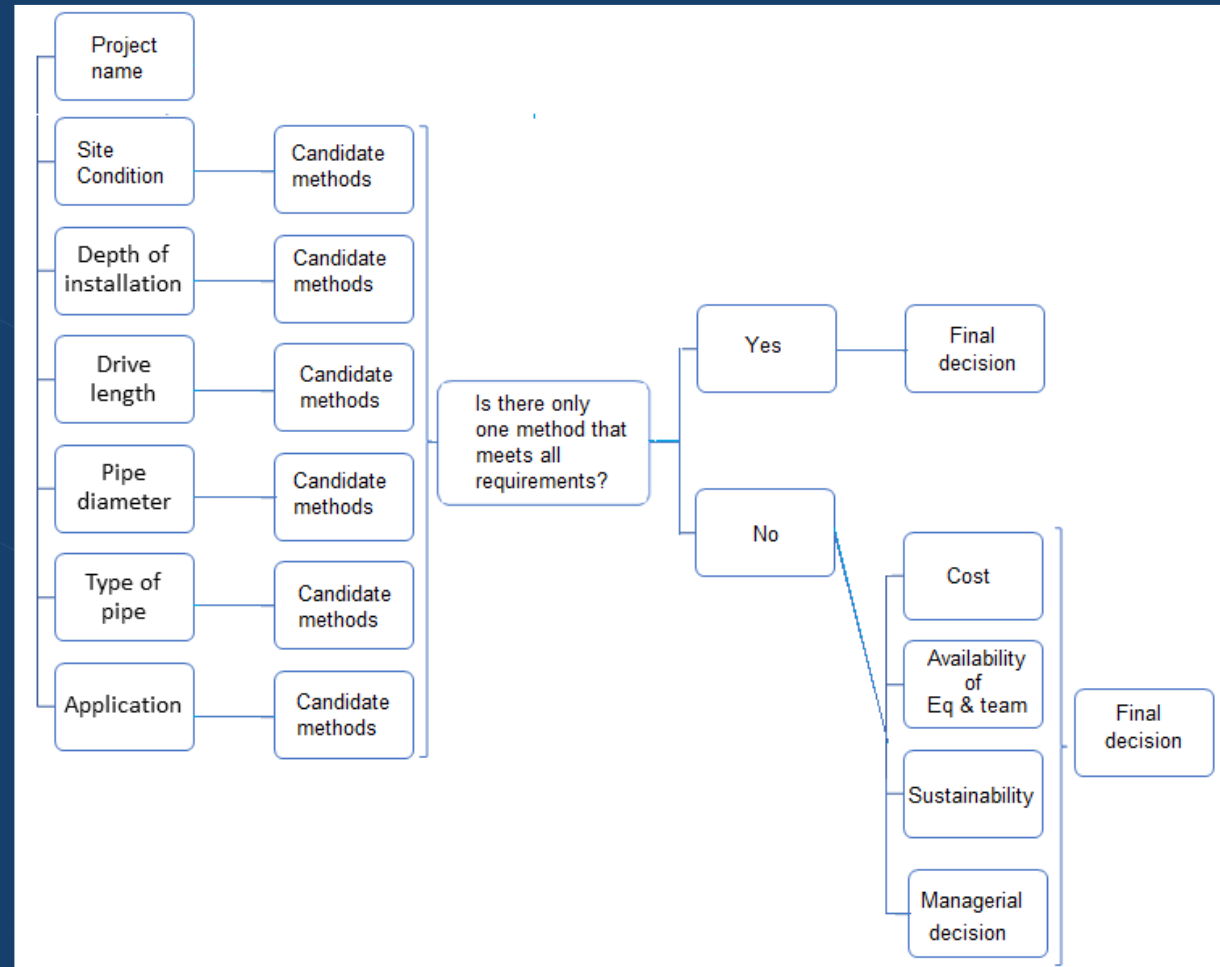 Project
name
Site
Condition
Candidate
methods
Depth of
installation
Candidate
methods
Drive
length
Candidate
methods
Pipe
diameter
Candidate
methods
Type of
pipe
Candidate
methods
Application
Candidate
methods
Is there only
one method that
meets all
requirements?
Yes
Final
decision
No
Cost
Availability
of
Eq & team
Sustainability
Managerial
decision
Final
decision